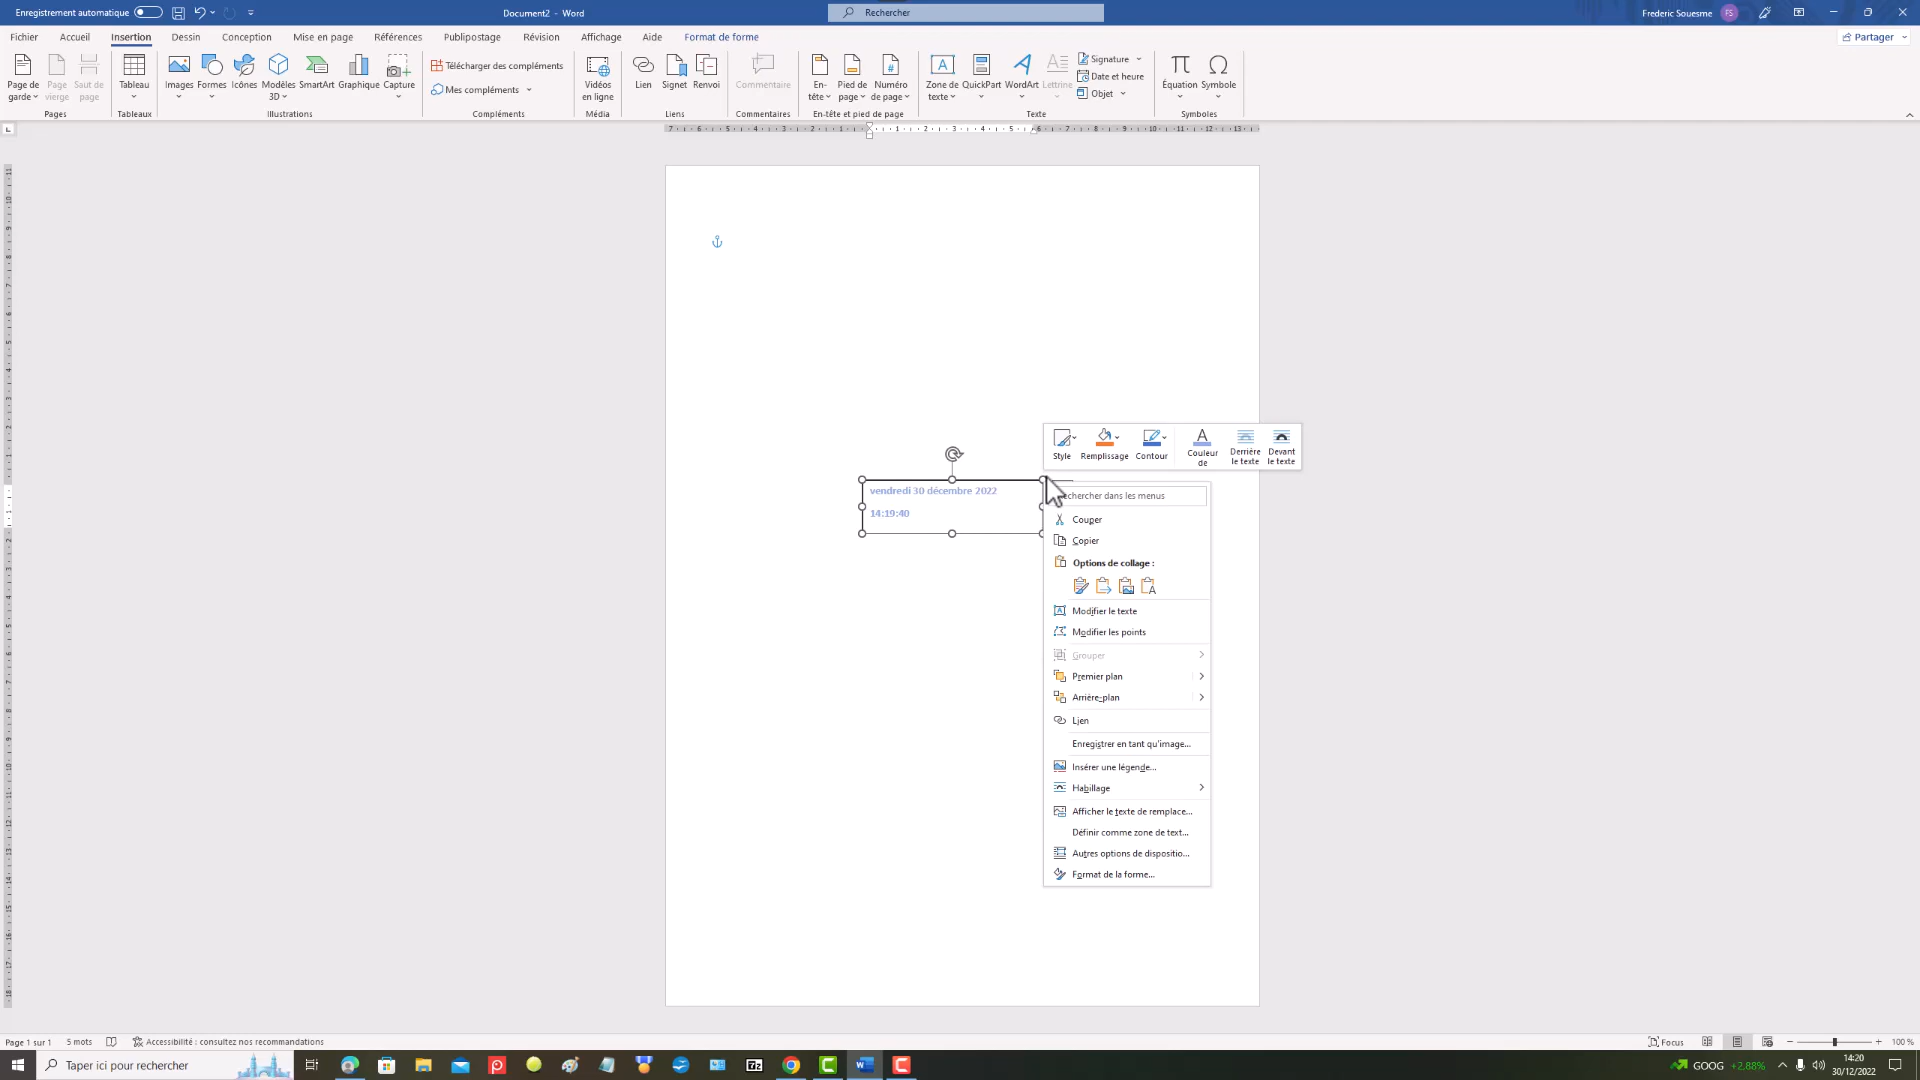 Enregistrement automatique
Document2 - Word
Rechercher
Frederic Souesme
FS
Fichier
Accueil
Insertion
Dessin
Conception
Mise en page
Références
Publipostage
Révision
Affichage
Aide
Format de forme
Partager
Page de garde
Page vierge
Saut de page
Pages
Tableau
Tableaux
Images
Formes
Icônes
Modèles 3D
SmartArt
Graphique
Capture
Illustrations
Télécharger des compléments
Mes compléments
Compléments
Vidéos en ligne
Média
Lien
Signet
Renvoi
Liens
Commentaire
Commentaires
En-tête
Pied de page
Numéro de page
En-tête et pied de page
Zone de texte
QuickPart
WordArt
Lettrine
Signature
Date et heure
Objet
Texte
Équation
Symbole
Symboles
Style
Remplissage
Contour
Couleur de
Derrière le texte
Devant le texte
vendredi 30 décembre 2022
14:19:40
chercher dans les menus
Couper
Copier
Options de collage :
Modifier le texte
Modifier les points
Grouper
Premier plan
Arrière-plan
Lien
Enregistrer en tant qu'image...
Insérer une légende...
Habillage
Afficher le texte de remplace...
Définir comme zone de text...
Autres options de dispositio...
Format de la forme...
Page 1 sur 1
5 mots
Accessibilité : consultez nos recommandations
Focus
100 %
Taper ici pour rechercher
GOOG +2,88%
14:20
30/12/2022